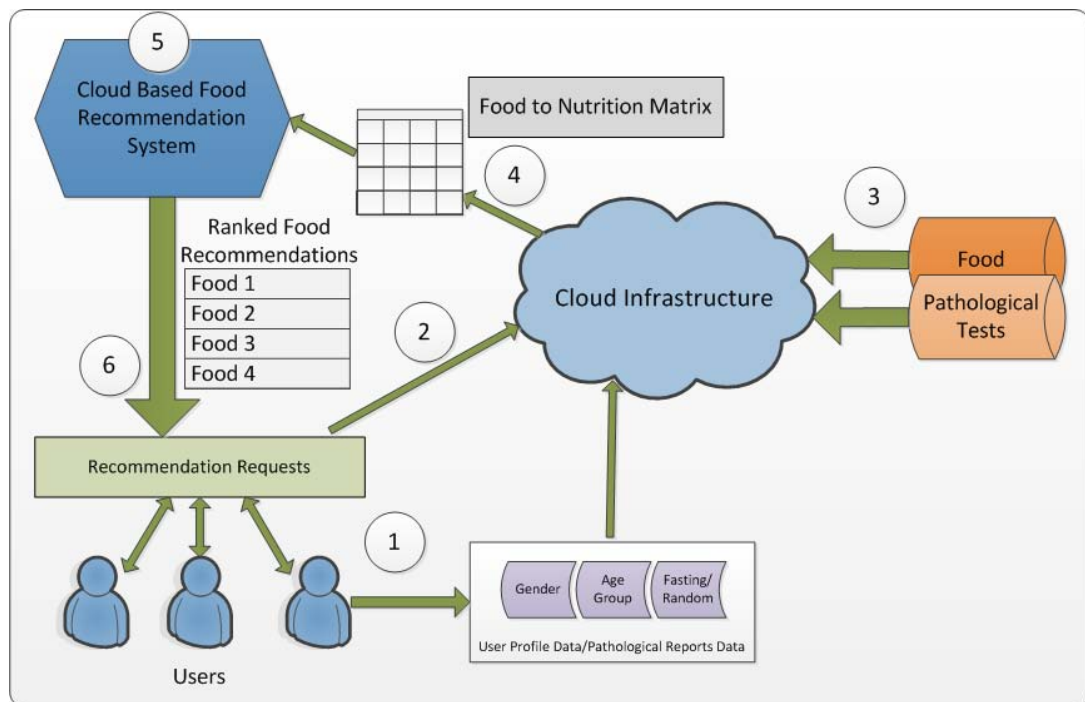 5
Cloud Based Food
Recommendation
System
Food to Nutrition Matrix
4
3
Food
Pathological
Tests
Cloud Infrastructure
Ranked Food
Recommendations
Food 1
Food 2
Food 3
Food 4
2
6
Recommendation Requests
1
Gender
Age
Group
Fasting/
Random
User Profile Data/Pathological Reports Data
Users